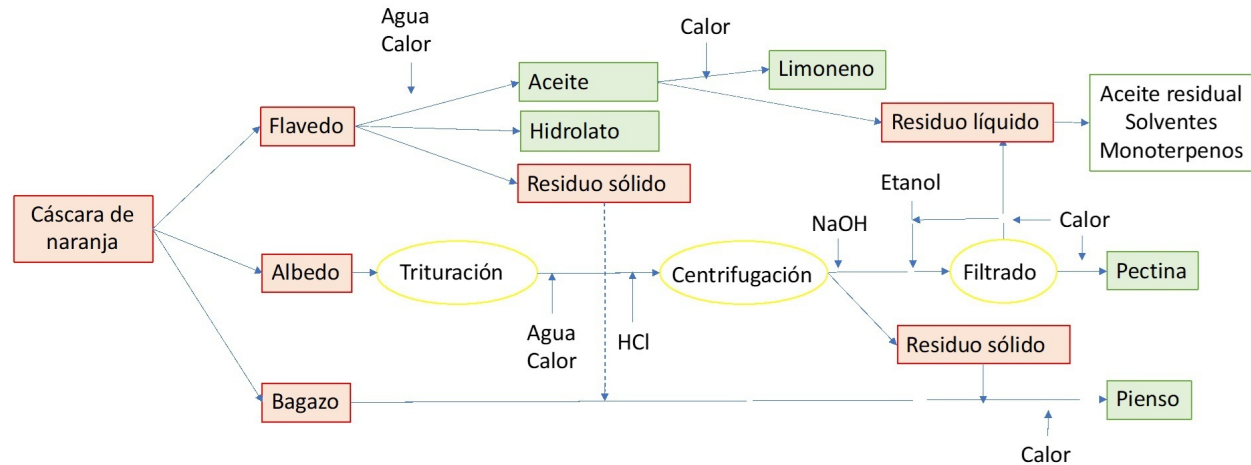 Agua
Calor
Calor
Aceite
Limoneno
Flavedo
Hidrolato
Residuo líquido
Aceite residual
Solventes
Monoterpenos
Residuo sólido
Etanol
Cáscara de
naranja
NaOH
Calor
Albedo
Trituración
Centrifugación
Filtrado
Pectina
Agua
Calor
HCl
Residuo sólido
Bagazo
Pienso
Calor